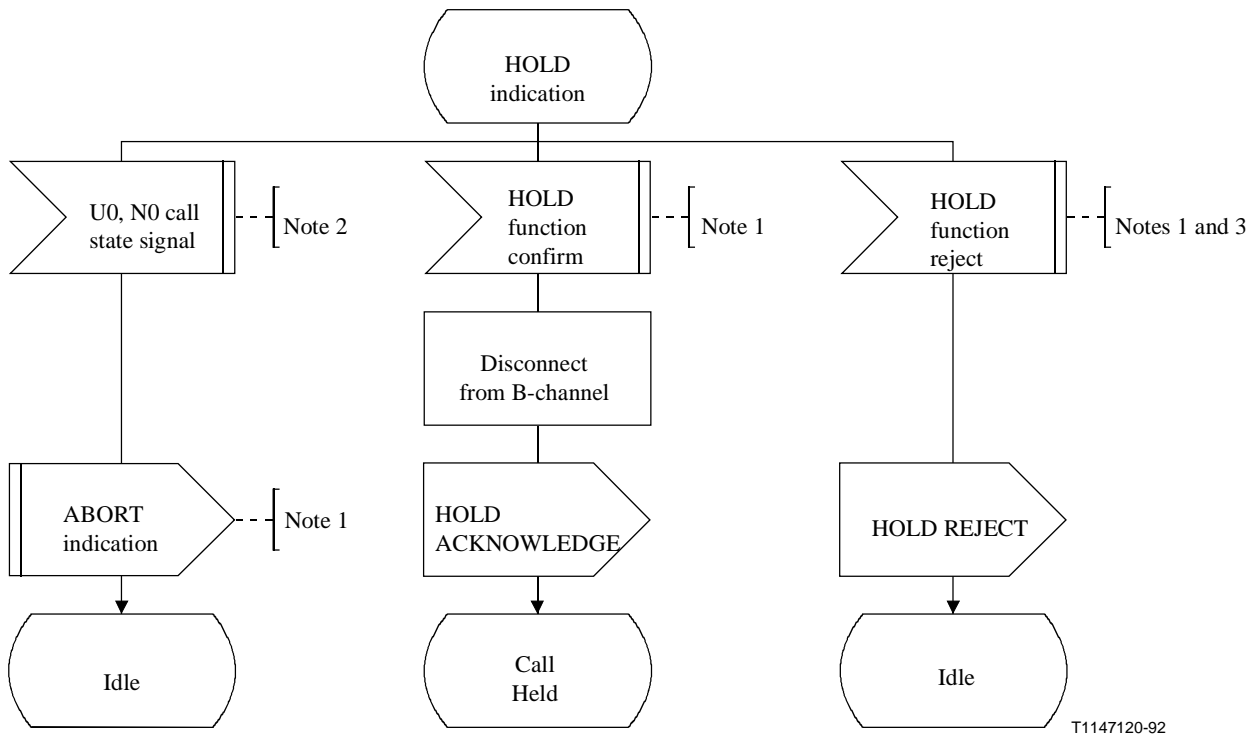 HOLD
indication
U0, N0 call
state signal
Note 2
HOLD
function
confirm
Note 1
HOLD
function
reject
Notes 1 and 3
Disconnect
from B-channel
ABORT
indication
Note 1
HOLD
ACKNOWLEDGE
HOLD REJECT
Idle
Call
Held
Idle
T1147120-92